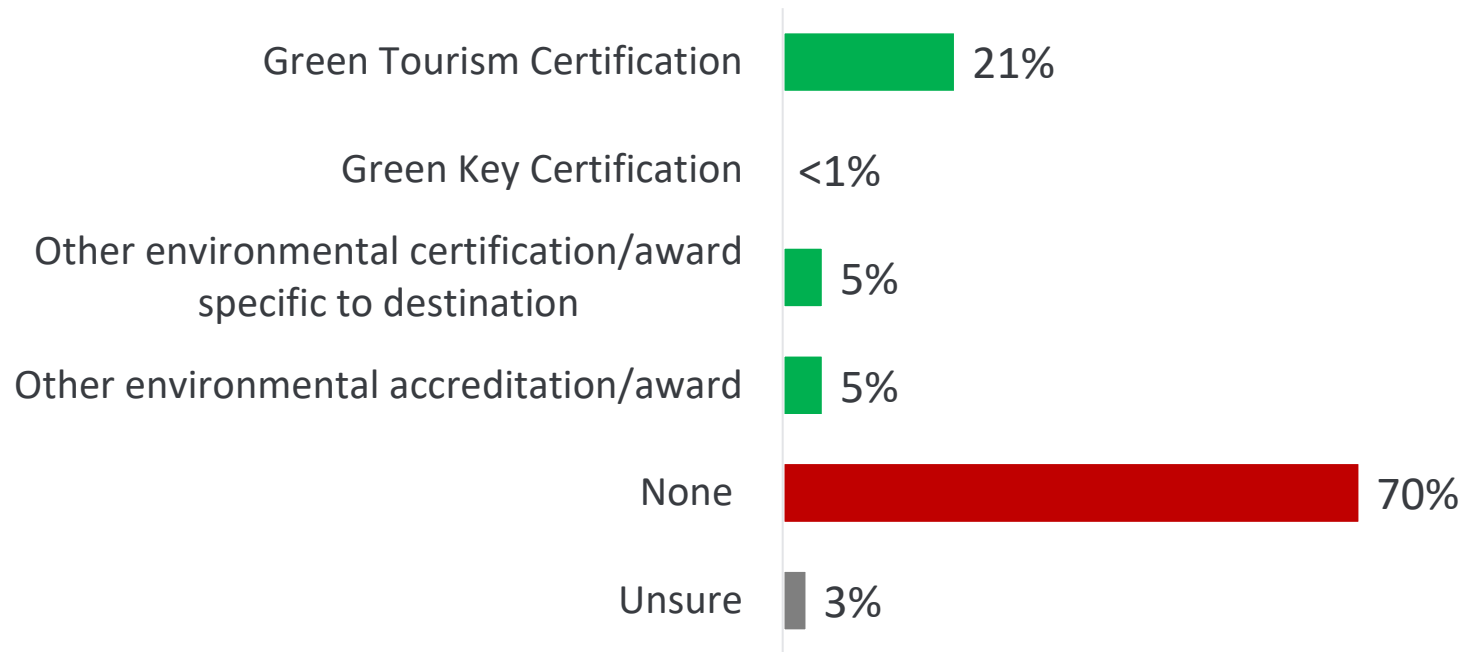 Green Tourism Certification 21%
Green Key Certification <1%
Other environmental certification/award
specific to destination 5%
Other environmental accreditation/award 5%
None 70%
Unsure 3%